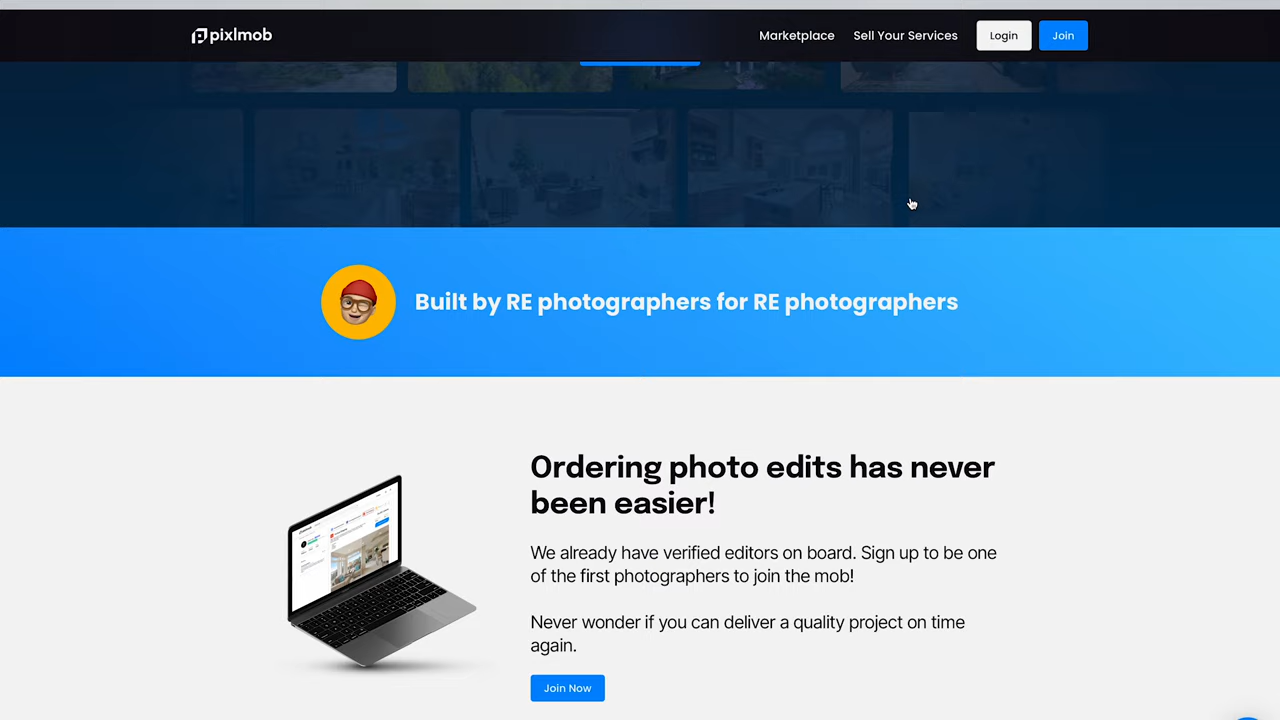 pixlmob
Marketplace
Sell Your Services
Login
Join
Built by RE photographers for RE photographers
Ordering photo edits has never
been easier!
We already have verified editors on board. Sign up to be one
of the first photographers to join the mob!
Never wonder if you can deliver a quality project on time
again.
Join Now